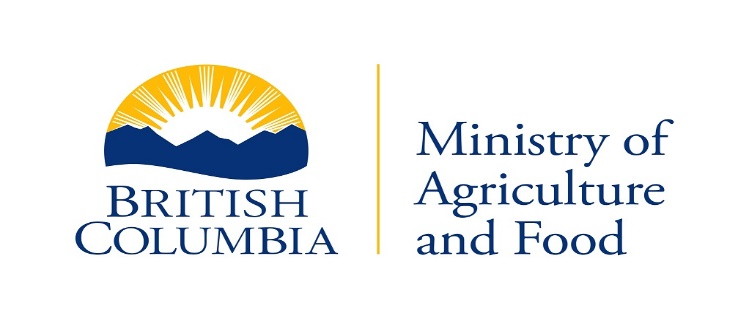 BRITISH
COLUMBIA
Ministry of
Agriculture
and Food